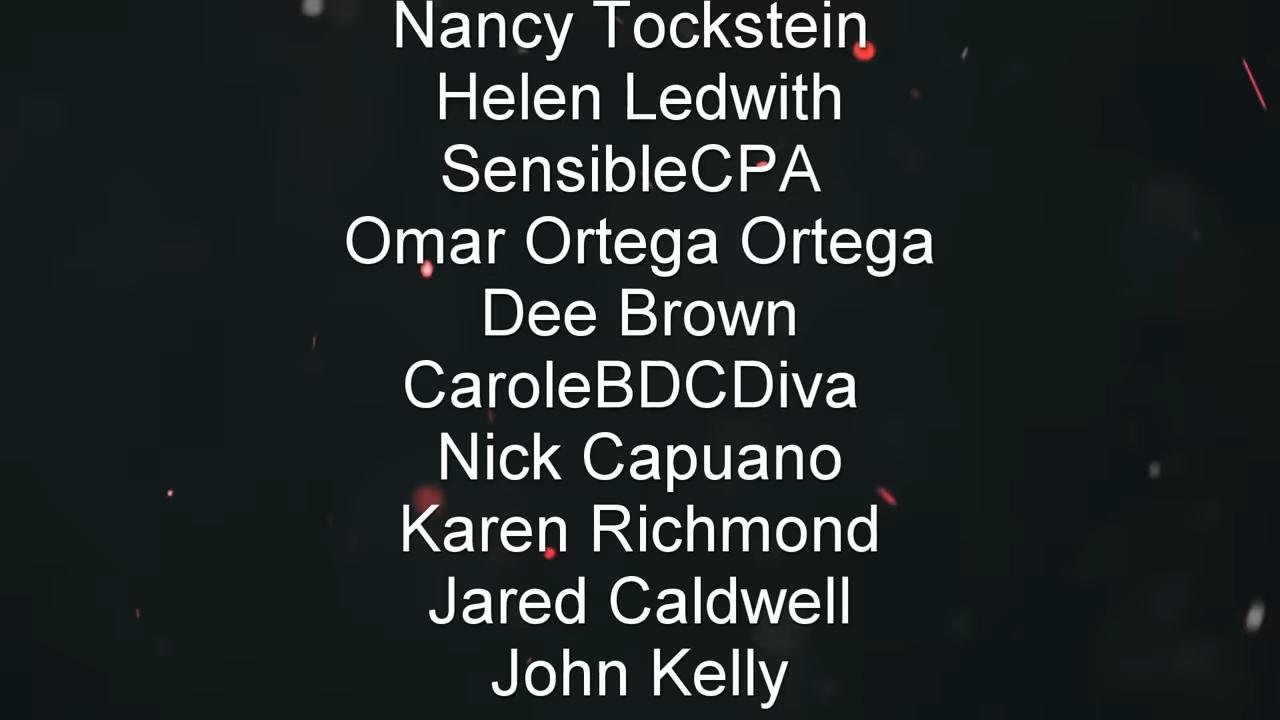 Nancy Tockstein
Helen Ledwith
SensibleCPA
Omar Ortega Ortega
Dee Brown
CaroleBDCDiva
Nick Capuano
Karen Richmond
Jared Caldwell
John Kelly